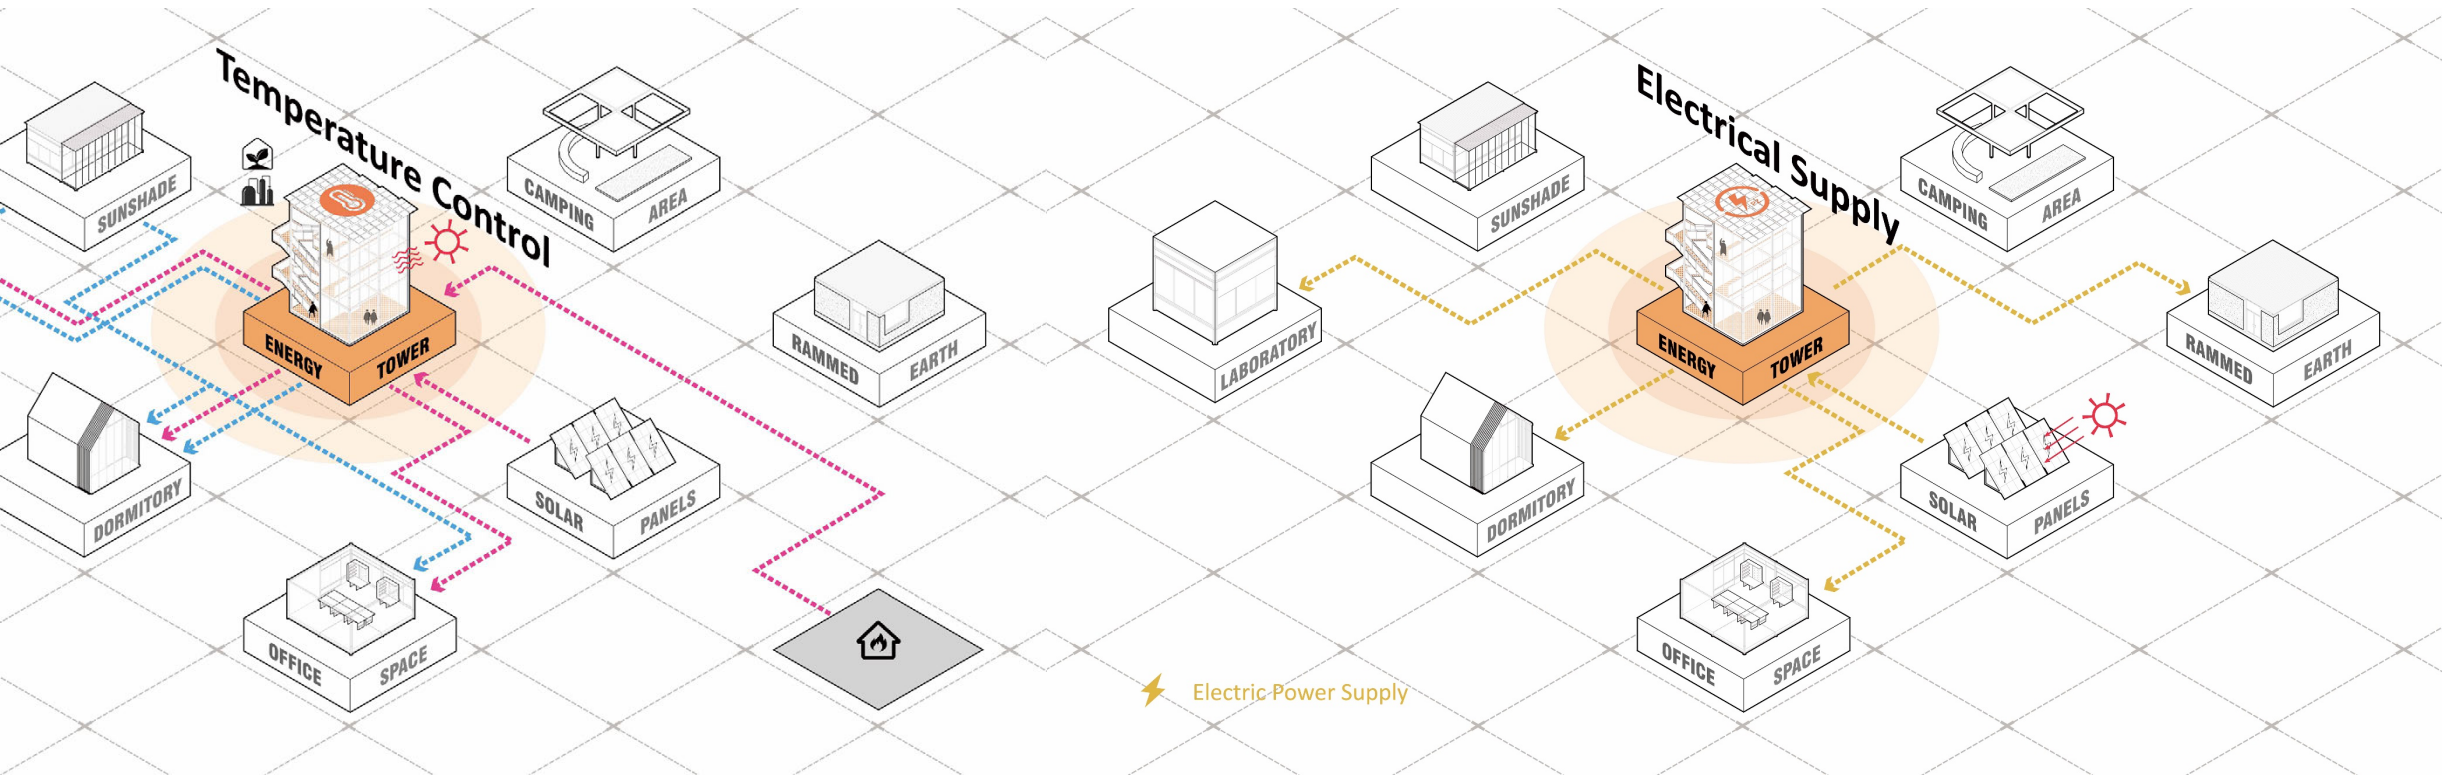 Temperature Control
SUNSHADE
CAMPING AREA
ENERGY TOWER
RAMMED EARTH
DORMITORY
SOLAR PANELS
OFFICE SPACE
Electrical Supply
SUNSHADE
CAMPING AREA
LABORATORY
ENERGY TOWER
RAMMED EARTH
DORMITORY
SOLAR PANELS
OFFICE SPACE
Electric Power Supply